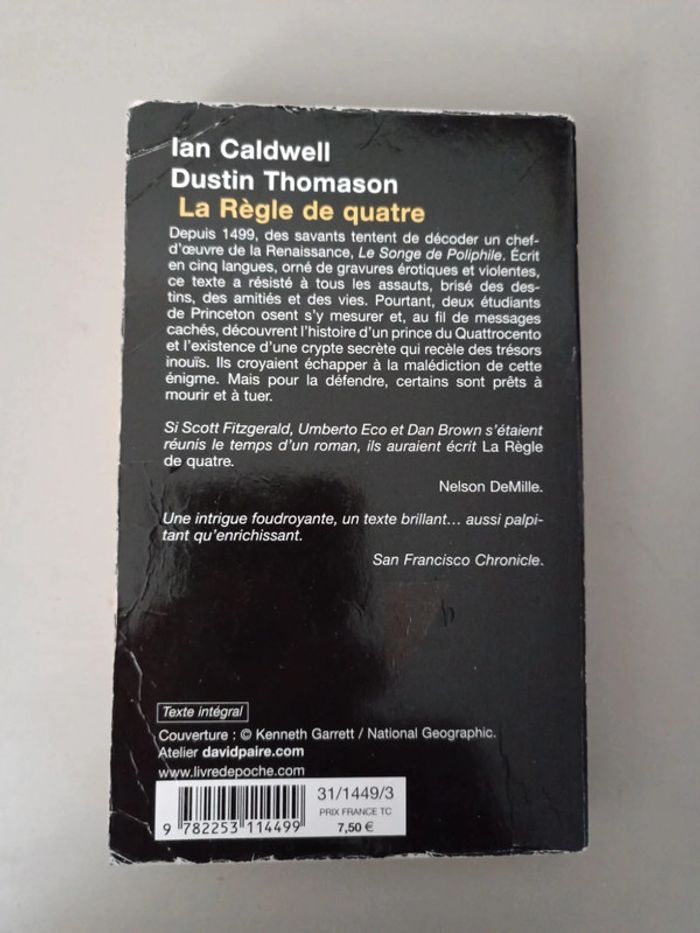 Ian Caldwell
Dustin Thomason
La Règle de quatre
Depuis 1499, des savants tentent de décoder un chef-
d'œuvre de la Renaissance, Le Songe de Poliphile. Écrit
en cinq langues, orné de gravures érotiques et violentes,
ce texte a résisté à tous les assauts, brisé des des-
tins, des amitiés et des vies. Pourtant, deux étudiants
de Princeton osent s'y mesurer et, au fil de messages
cachés, découvrent l'histoire d'un prince du Quattrocento
et l'existence d'une crypte secrète qui recèle des trésors
inouïs. Ils croyaient échapper à la malédiction de cette
énigme. Mais pour la défendre, certains sont prêts à
mourir et à tuer.
Si Scott Fitzgerald, Umberto Eco et Dan Brown s'étaient
réunis le temps d'un roman, ils auraient écrit La Règle
de quatre.
Nelson DeMille.
Une intrigue foudroyante, un texte brillant… aussi palpi-
tant qu'enrichissant.
San Francisco Chronicle.
Texte intégral
Couverture : © Kenneth Garrett / National Geographic.
Atelier davidpaire.com
www.livredepoche.com
31/1449/3
PRIX FRANCE TC
7,50 €
9 782253 114499